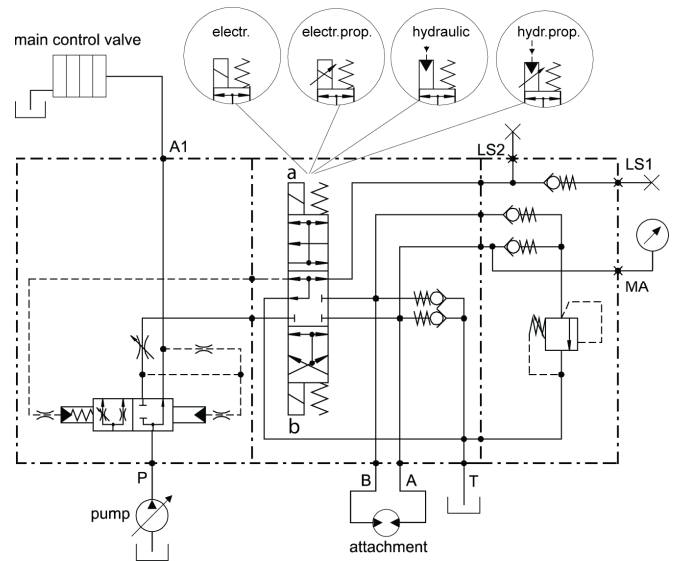 electr.
electr.prop.
hydraulic
hydr.prop.
main control valve
A1
a
LS2
LS1
MA
b
P
B
A
T
pump
attachment